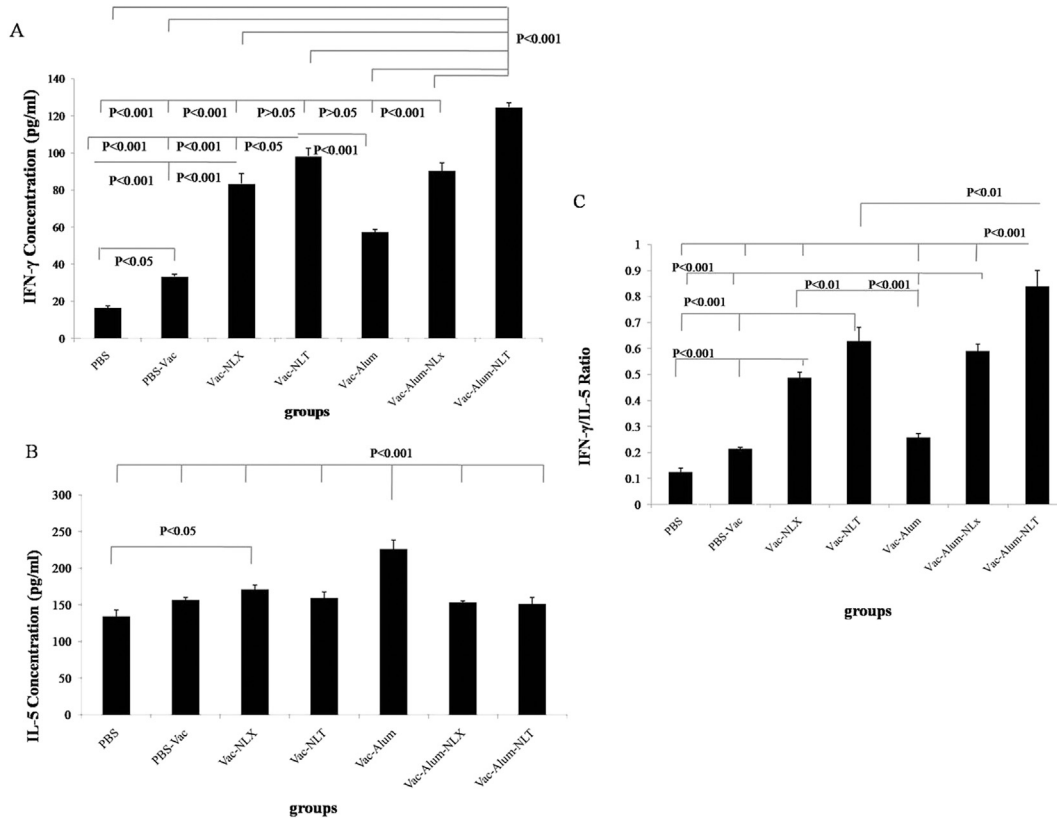 A
P<0.001
IFN-γ Concentration (pg/ml)
140
120
100
80
60
40
20
0
P<0.001 P<0.001 P>0.05 P>0.05 P<0.001
P<0.001 P<0.001 P<0.05 P<0.001
P<0.001 P<0.001
P<0.05
PBS PBS-Vac Vac-NLX Vac-NLT Vac-Alum Vac-Alum-NLx Vac-Alum-NLT
groups
B
P<0.001
IL-5 Concentration (pg/ml)
300
250
200
150
100
50
0
P<0.05
PBS PBS-Vac Vac-NLX Vac-NLT Vac-Alum Vac-Alum-NLX Vac-Alum-NLT
groups
C
P<0.01
P<0.001
IFN-γ/IL-5 Ratio
1
0.9
0.8
0.7
0.6
0.5
0.4
0.3
0.2
0.1
0
P<0.001
P<0.01 P<0.001
P<0.001
P<0.001
PBS PBS-Vac Vac-NLX Vac-NLT Vac-Alum Vac-Alum-NLx Vac-Alum-NLT
groups